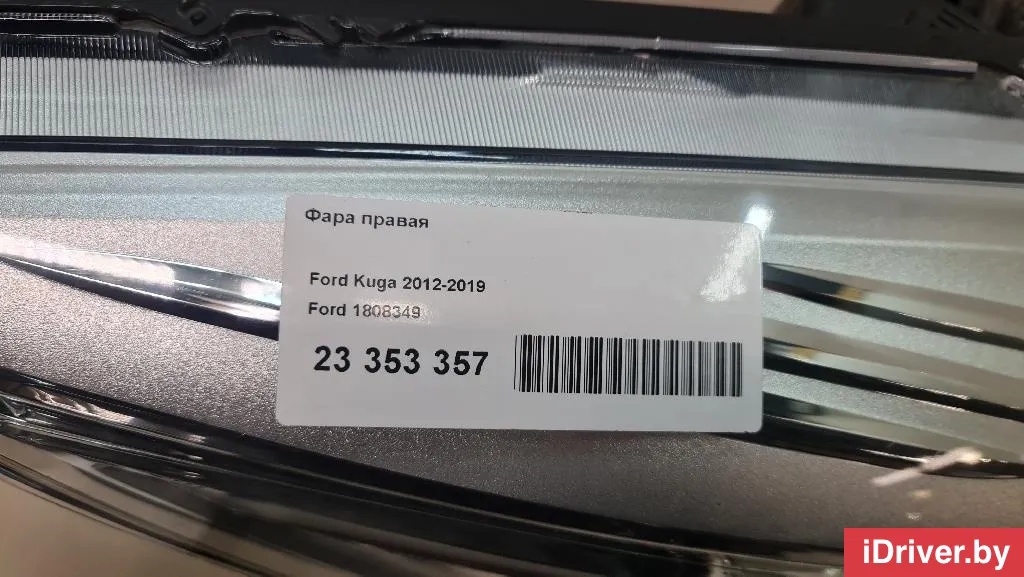 Фара правая
Ford Kuga 2012-2019
Ford 1808349
23 353 357
iDriver.by